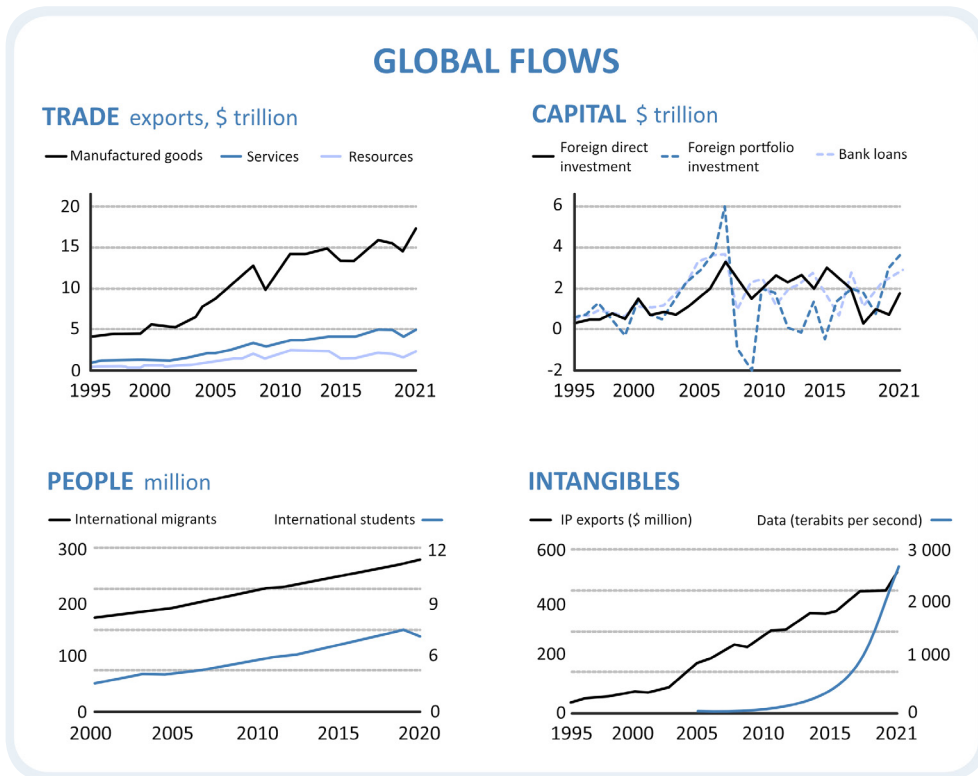 GLOBAL FLOWS
TRADE exports, $ trillion
Manufactured goods Services Resources
20
15
10
5
0
1995 2000 2005 2010 2015 2021
CAPITAL $ trillion
Foreign direct investment
Foreign portfolio investment
Bank loans
6
4
2
0
-2
1995 2000 2005 2010 2015 2021
PEOPLE million
International migrants International students
300 12
200 9
100 6
0 0
2000 2005 2010 2015 2020
INTANGIBLES
IP exports ($ million) Data (terabits per second)
600 3 000
400 2 000
200 1 000
0 0
1995 2000 2005 2010 2015 2021